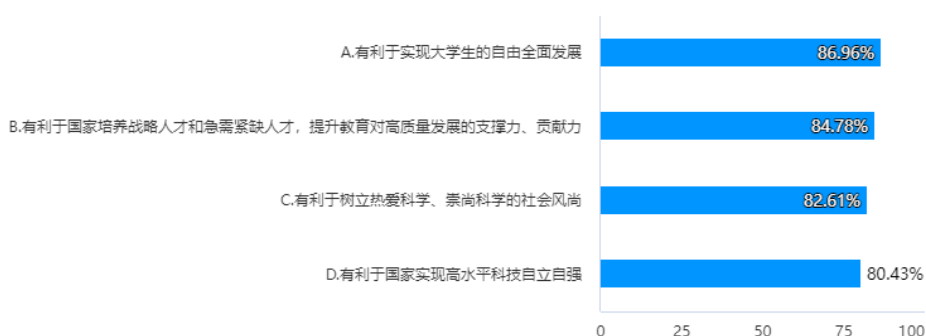 A.有利于实现大学生的自由全面发展
86.96%
B.有利于国家培养战略人才和急需紧缺人才，提升教育对高质量发展的支撑力、贡献力
84.78%
C.有利于树立热爱科学、崇尚科学的社会风尚
82.61%
D.有利于国家实现高水平科技自立自强
80.43%
0 25 50 75 100